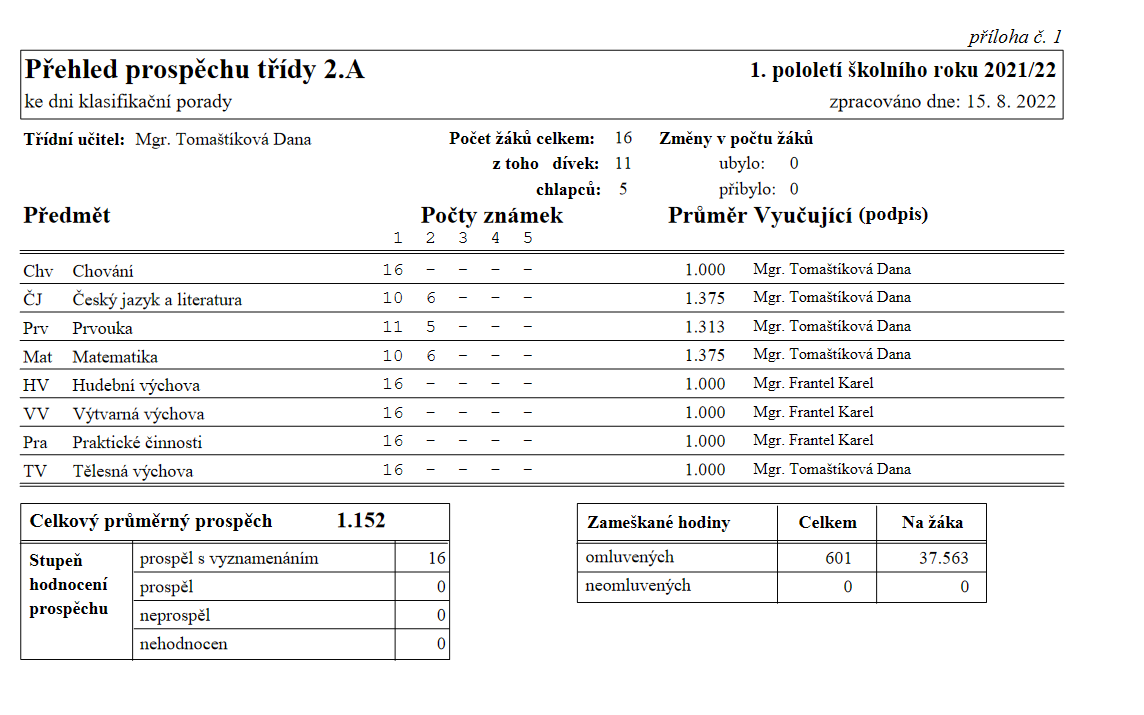 příloha č. 1
Přehled prospěchu třídy 2.A 1. pololetí školního roku 2021/22
ke dni klasifikační porady zpracováno dne: 15. 8. 2022
Třídní učitel: Mgr. Tomaštíková Dana Počet žáků celkem: 16 Změny v počtu žáků
z toho dívek: 11 ubylo: 0
chlapců: 5 přibylo: 0
Předmět Počty známek Průměr Vyučující (podpis)
1 2 3 4 5
Chv Chování 16 – – – – 1.000 Mgr. Tomaštíková Dana
ČJ Český jazyk a literatura 10 6 – – – 1.375 Mgr. Tomaštíková Dana
Prv Prvouka 11 5 – – – 1.313 Mgr. Tomaštíková Dana
Mat Matematika 10 6 – – – 1.375 Mgr. Tomaštíková Dana
HV Hudební výchova 16 – – – – 1.000 Mgr. Frantel Karel
VV Výtvarná výchova 16 – – – – 1.000 Mgr. Frantel Karel
Pra Praktické činnosti 16 – – – – 1.000 Mgr. Frantel Karel
TV Tělesná výchova 16 – – – – 1.000 Mgr. Tomaštíková Dana
Celkový průměrný prospěch 1.152
Stupeň hodnocení prospěchu
prospěl s vyznamenáním 16
prospěl 0
neprospěl 0
nehodnocen 0
Zameškané hodiny Celkem Na žáka
omluvených 601 37.563
neomluvených 0 0